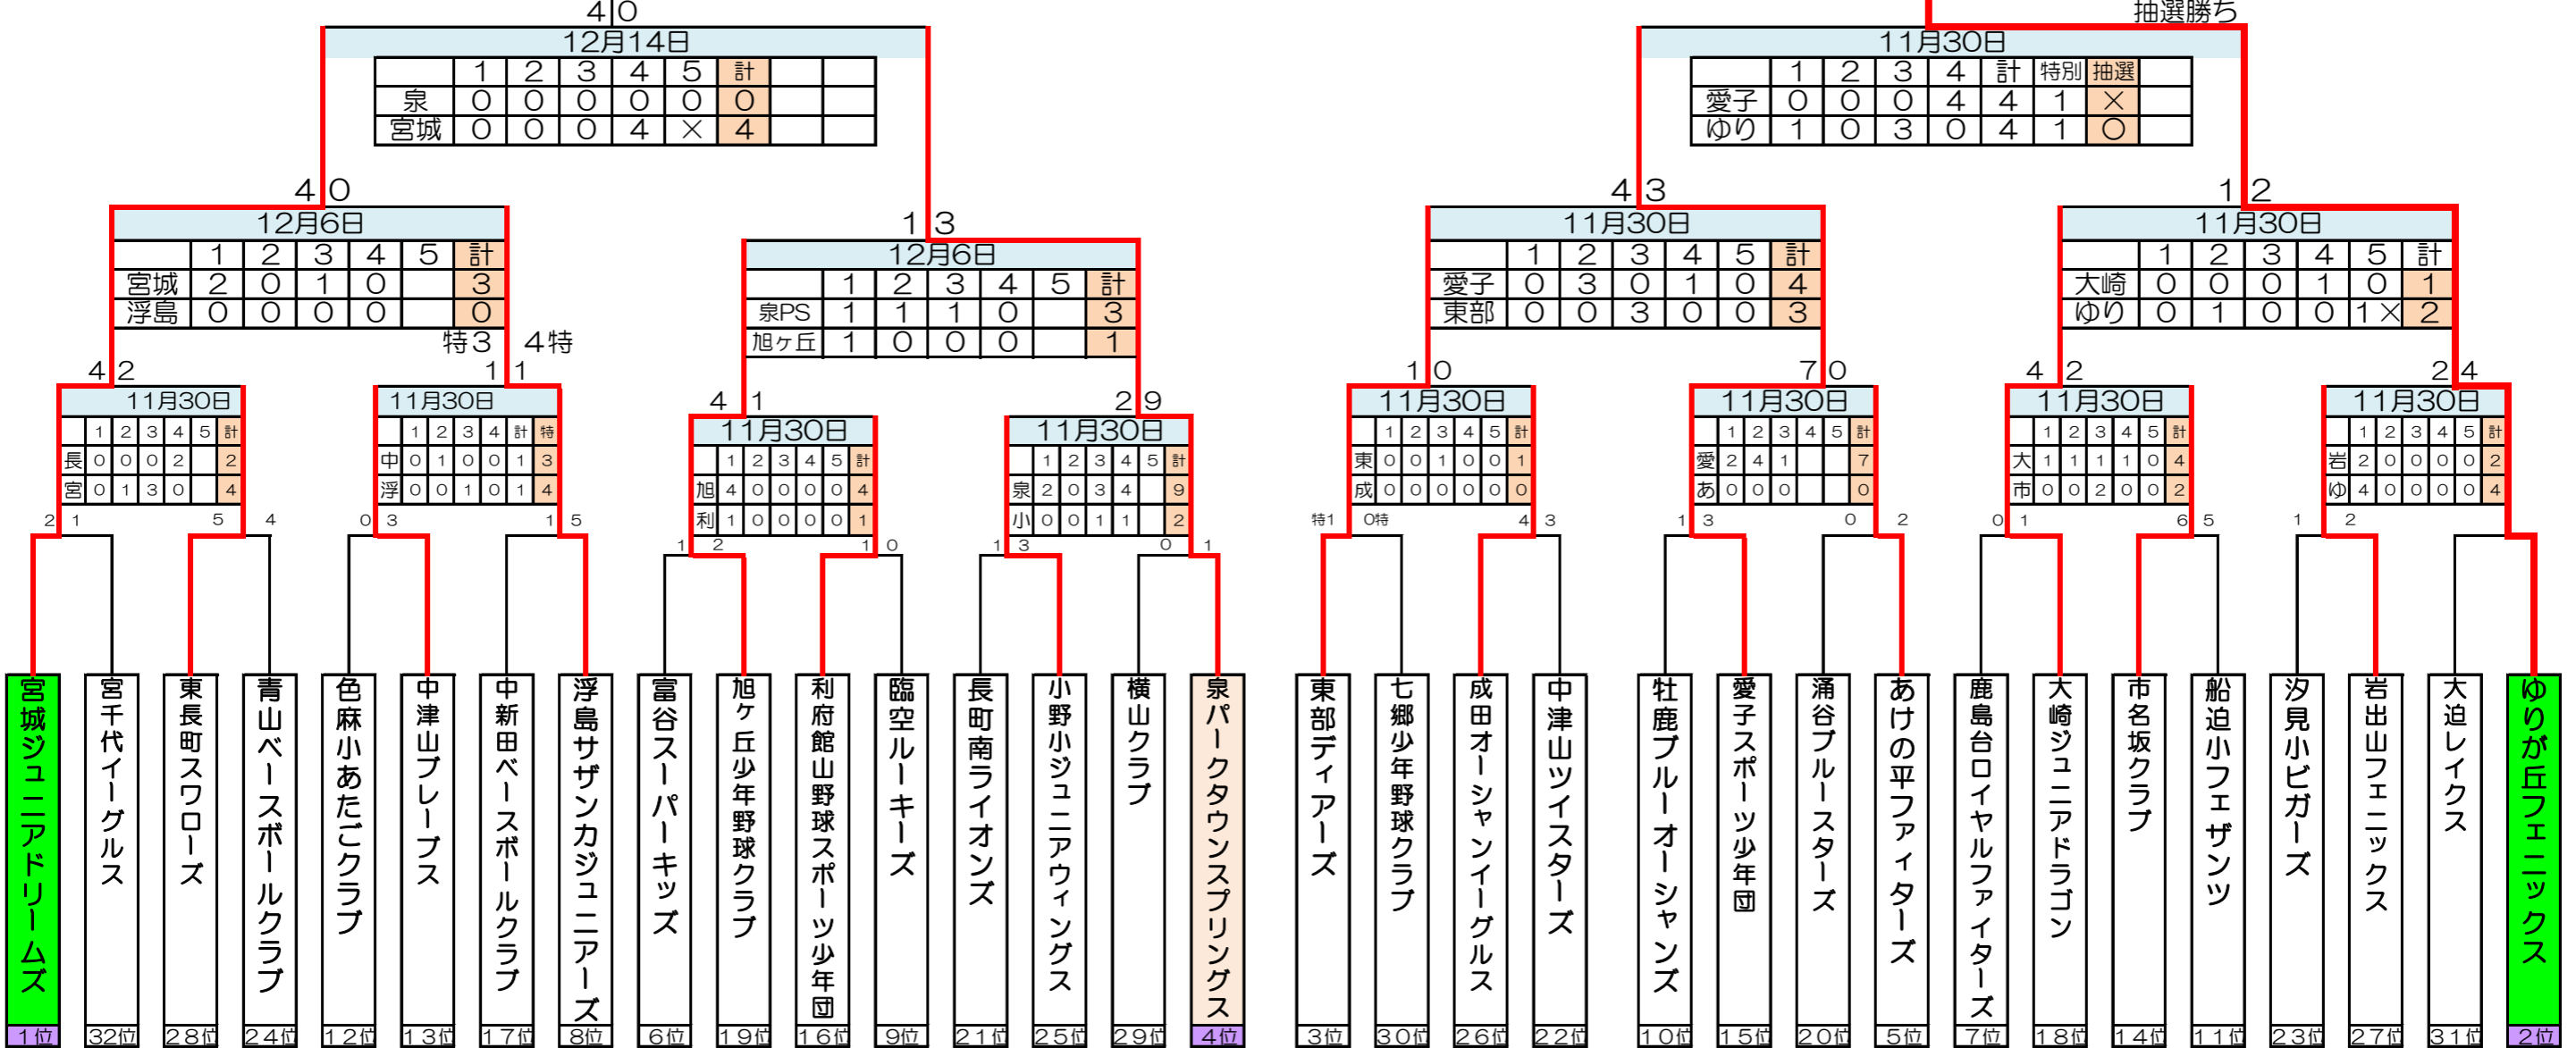 4 0
抽選勝ち
12月14日
1 2 3 4 5 計
泉 0 0 0 0 0 0
宮城 0 0 0 4 × 4
11月30日
1 2 3 4 計 特別 抽選
愛子 0 0 0 4 4 1 ×
ゆり 1 0 3 0 4 1 ○
4 0
12月6日
1 2 3 4 5 計
宮城 2 0 1 0 3
浮島 0 0 0 0 0
1 3
12月6日
1 2 3 4 5 計
泉PS 1 1 1 0 3
旭ヶ丘 1 0 0 0 1
4 3
11月30日
1 2 3 4 5 計
愛子 0 3 0 1 0 4
東部 0 0 3 0 0 3
1 2
11月30日
1 2 3 4 5 計
大崎 0 0 0 1 0 1
ゆり 0 1 0 0 1× 2
4 2
11月30日
1 2 3 4 5 計
長 0 0 0 2 2
宮 0 1 3 0 4
特3 4特
1 1
11月30日
1 2 3 4 計 特
中 0 1 0 0 1 3
浮 0 0 1 0 1 4
4 1
11月30日
1 2 3 4 5 計
旭 4 0 0 0 0 4
利 1 0 0 0 0 1
2 9
11月30日
1 2 3 4 5 計
泉 2 0 3 4 9
小 0 0 1 1 2
1 0
11月30日
1 2 3 4 5 計
東 0 0 1 0 0 1
成 0 0 0 0 0 0
7 0
11月30日
1 2 3 4 5 計
愛 2 4 1 7
あ 0 0 0 0
4 2
11月30日
1 2 3 4 5 計
大 1 1 1 1 0 4
市 0 0 2 0 0 2
2 4
11月30日
1 2 3 4 5 計
岩 2 0 0 0 0 2
ゆ 4 0 0 0 0 4
2 1 5 4 0 3 1 5
1 2 1 0 1 3 0 1
特1 0特 4 3 1 3 0 2 0 1 6 5 1 2
宮城ジュニアドリームズ
1位
宮千代イーグルス
32位
東長町スワローズ
28位
青山ベースボールクラブ
24位
色麻小あたごクラブ
12位
中津山ブレーブス
13位
中新田ベースボールクラブ
17位
浮島サザンカジュニアーズ
8位
富谷スーパーキッズ
6位
旭ヶ丘少年野球クラブ
19位
利府館山野球スポーツ少年団
16位
臨空ルーキーズ
9位
長町南ライオンズ
21位
小野小ジュニアウィングス
25位
横山クラブ
29位
泉パークタウンスプリングス
4位
東部ディアーズ
3位
七郷少年野球クラブ
30位
成田オーシャンイーグルス
26位
中津山ツイスターズ
22位
牡鹿ブルーオーシャンズ
10位
愛子スポーツ少年団
15位
涌谷ブルースターズ
20位
あけの平ファイターズ
5位
鹿島台ロイヤルファイターズ
7位
大崎ジュニアドラゴン
18位
市名坂クラブ
14位
船迫小フェザンツ
11位
汐見小ビガーズ
23位
岩出山フェニックス
27位
大迫レイクス
31位
ゆりが丘フェニックス
2位